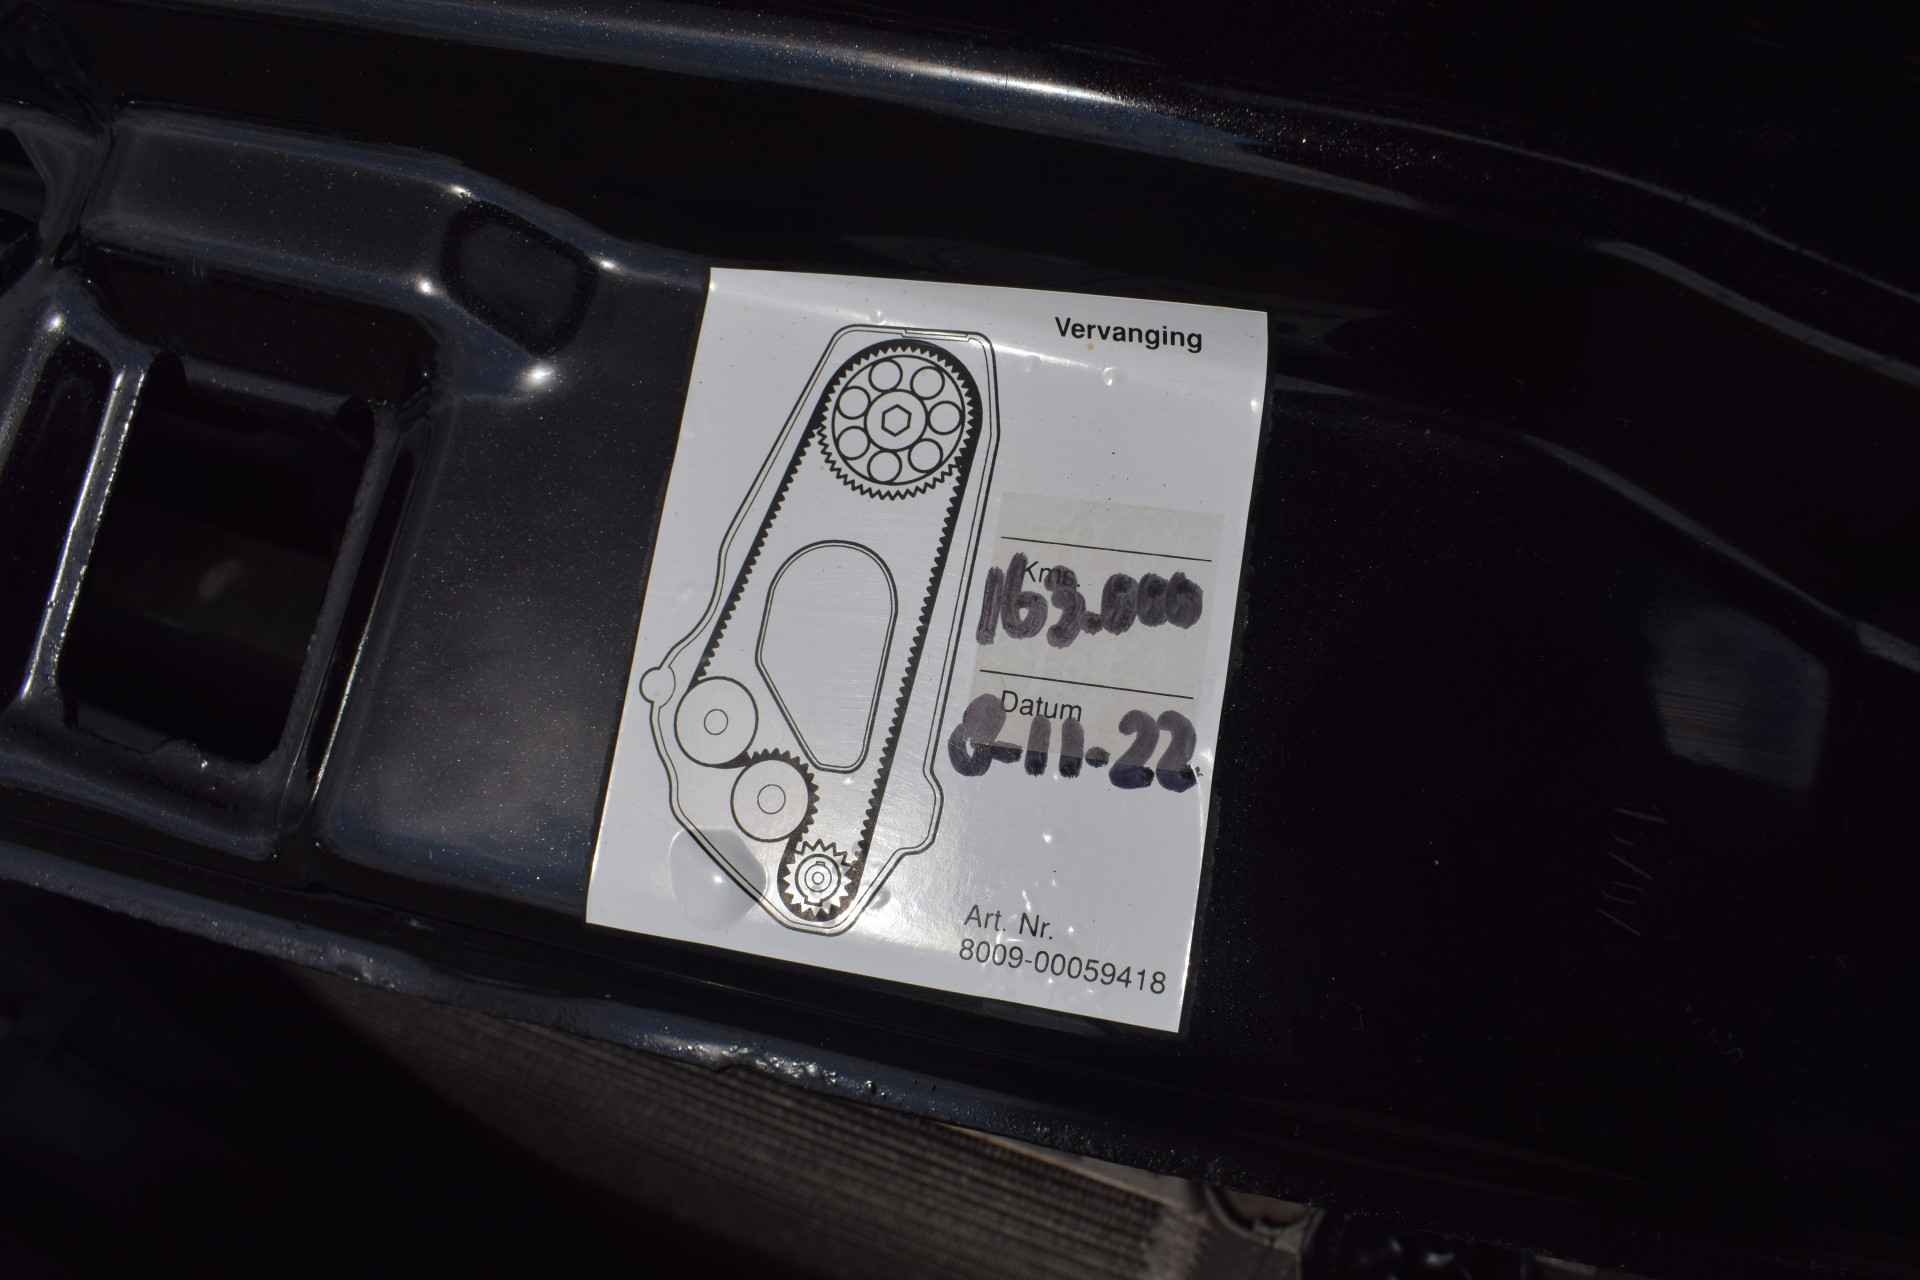 Vervanging
Kms.
163.000
Datum
8-11-22
Art. Nr.
8009-00059418